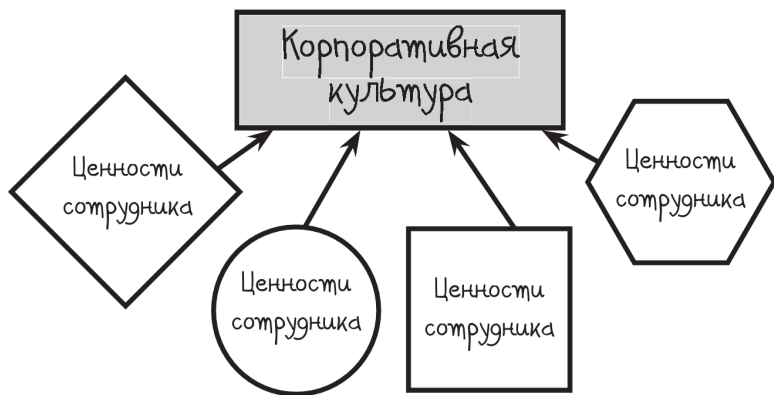 Корпоративная
культура
Ценности
сотрудника
Ценности
сотрудника
Ценности
сотрудника
Ценности
сотрудника